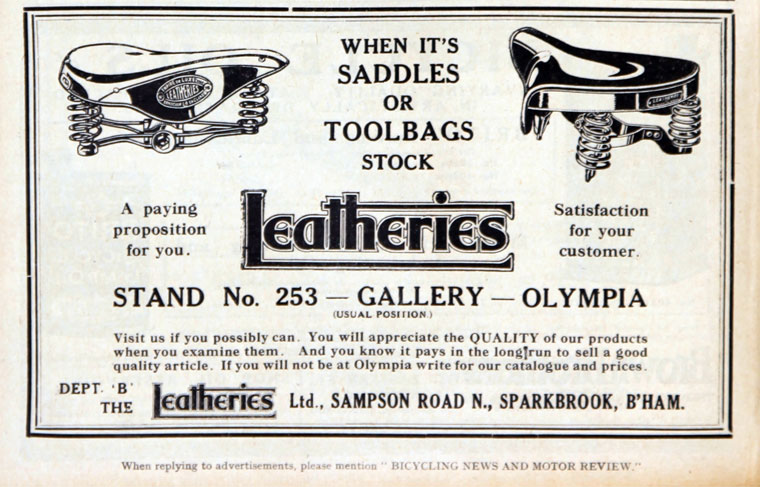 WHEN IT'S
SADDLES
OR
TOOLBAGS
STOCK
LEATHERIES
A paying
proposition
for you.
Leatheries
Satisfaction
for your
customer.
STAND No. 253 — GALLERY — OLYMPIA
(USUAL POSITION.)
Visit us if you possibly can. You will appreciate the QUALITY of our products
when you examine them. And you know it pays in the long run to sell a good
quality article. If you will not be at Olympia write for our catalogue and prices.
DEPT. 'B'
THE Leatheries Ltd., SAMPSON ROAD N., SPARKBROOK, B'HAM.
When replying to advertisements, please mention "BICYCLING NEWS AND MOTOR REVIEW."